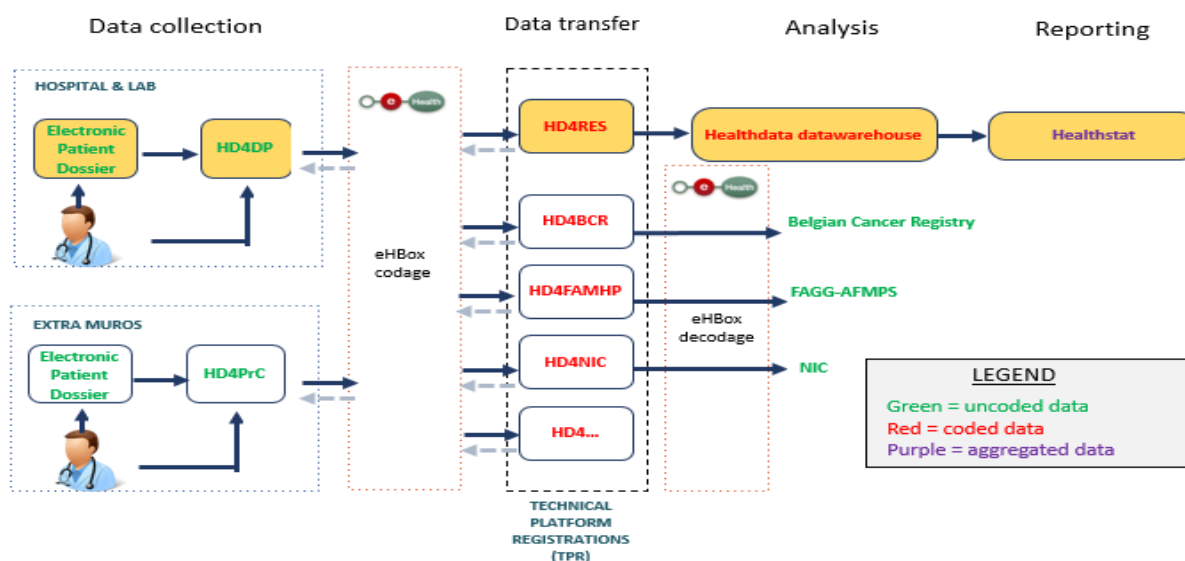 Data collection
Data transfer
Analysis
Reporting
HOSPITAL & LAB
Electronic
Patient
Dossier
HD4DP
e Health
eHBox
codage
HD4RES
Healthdata datawarehouse
Healthstat
e Health
HD4BCR
Belgian Cancer Registry
HD4FAMHP
FAGG-AFMPS
eHBox
decodage
EXTRA MUROS
Electronic
Patient
Dossier
HD4PrC
HD4NIC
NIC
HD4...
TECHNICAL
PLATFORM
REGISTRATIONS
(TPR)
LEGEND
Green = uncoded data
Red = coded data
Purple = aggregated data